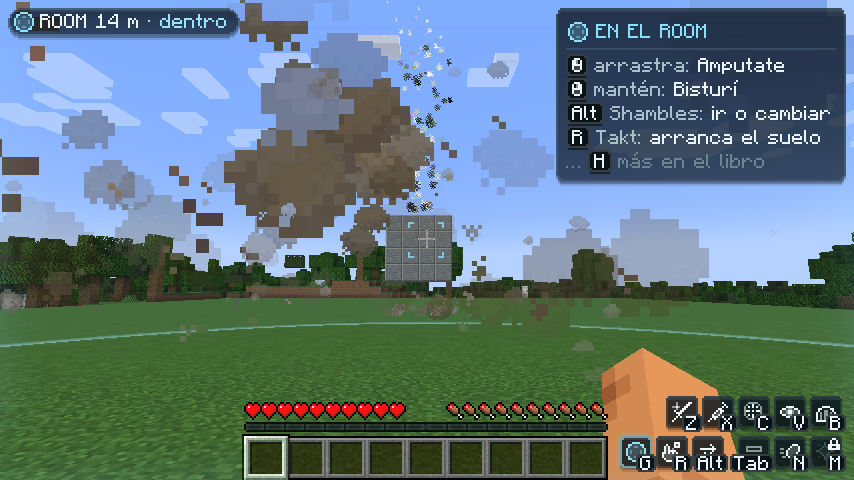 ROOM 14 m · dentro
EN EL ROOM
arrastra: Amputate
mantén: Bisturí
Alt Shambles: ir o cambiar
R Takt: arranca el suelo
... H más en el libro
Z X C V B
G R Alt Tab N M